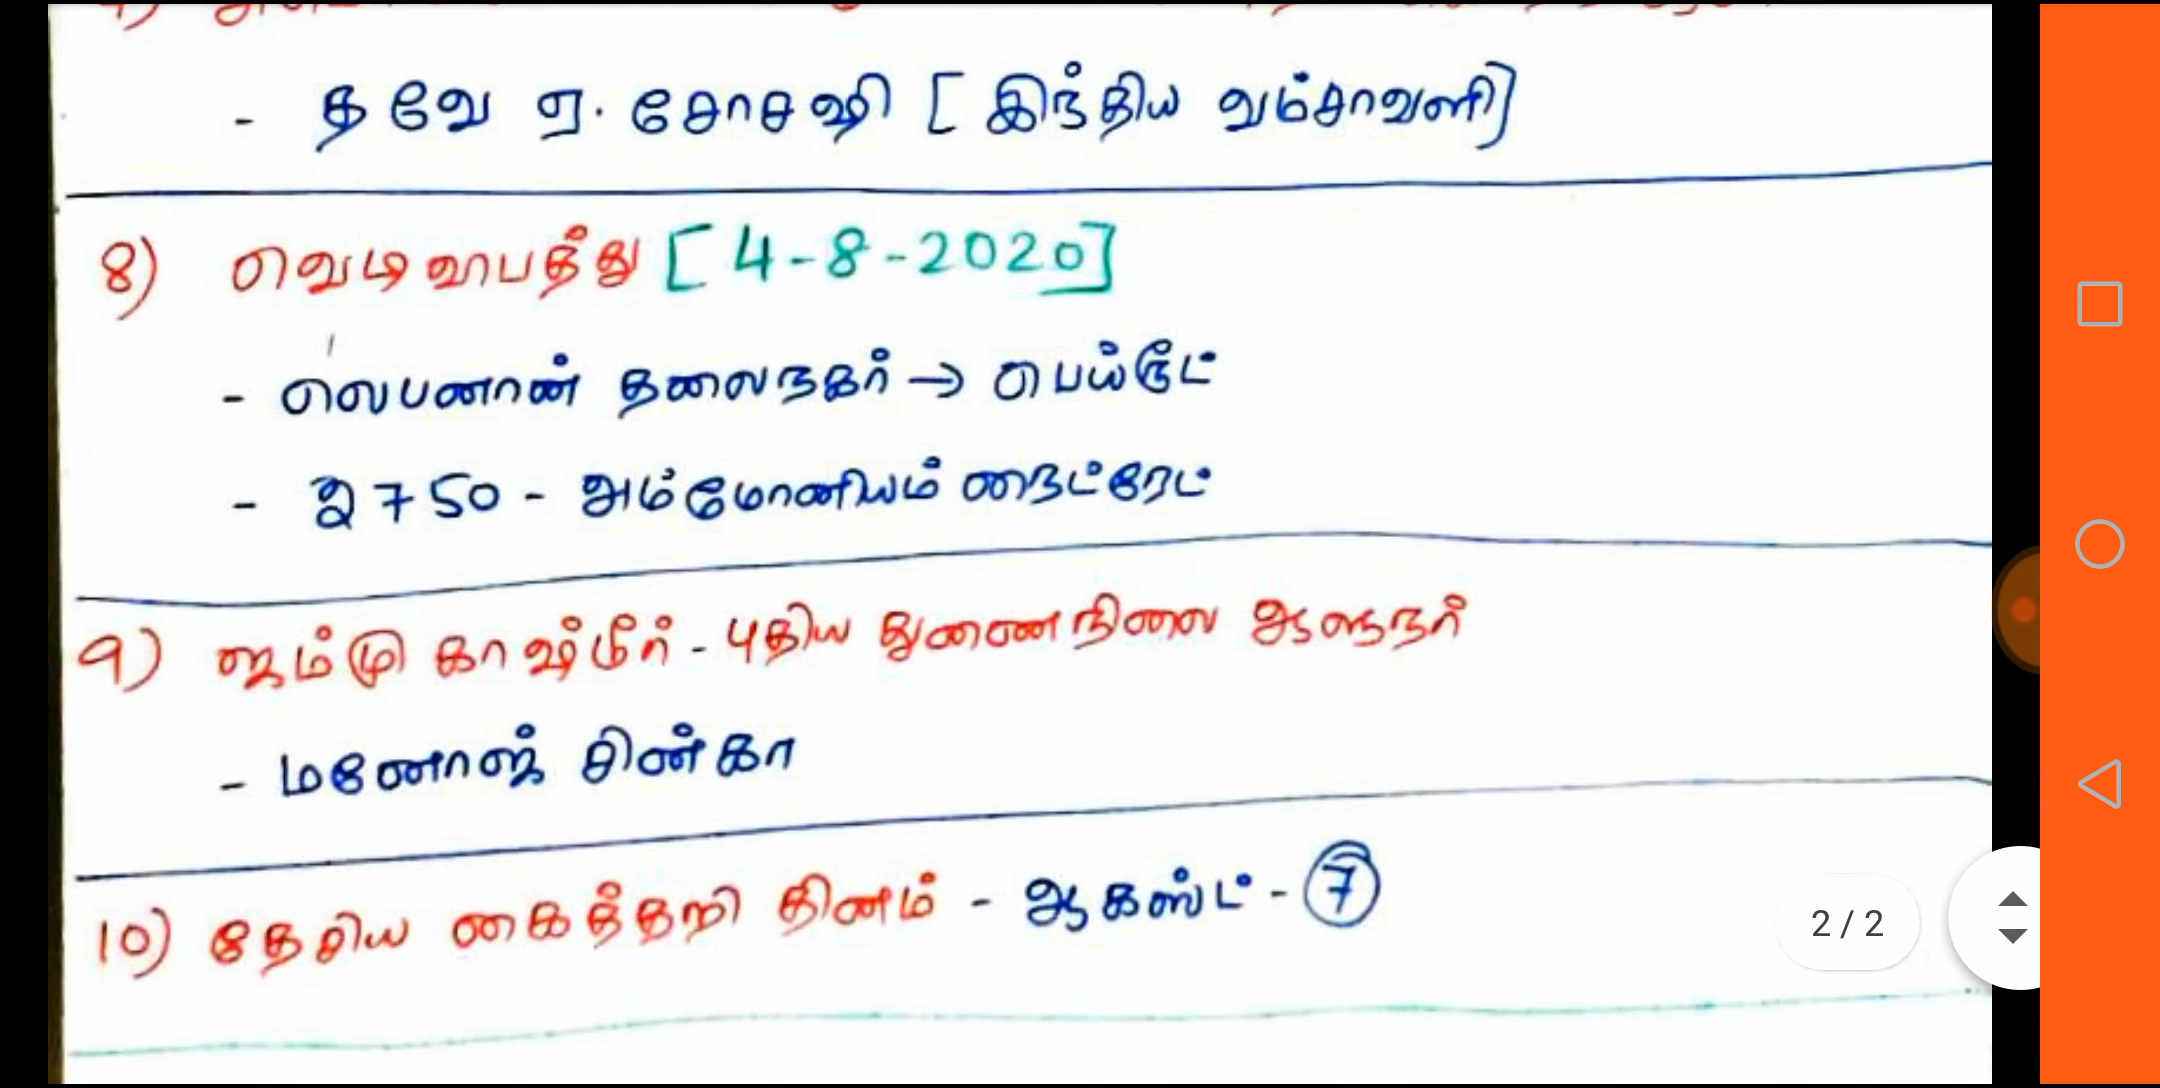 - தவே ஏ. சோசஷி [ இந்திய வம்சாவளி]
8) வெடி விபத்து [ 4-8-2020]
- லெபனான் தலைநகர் → பெய்ரூட்
- 2750 - அம்மோனியம் நைட்ரேட்
9) ஜம்மு காஷ்மீர் - புதிய துணைநிலை ஆளுநர்
- மனோஜ் சின்கா
10) தேசிய கைத்தறி தினம் - ஆகஸ்ட் - 7
2 / 2